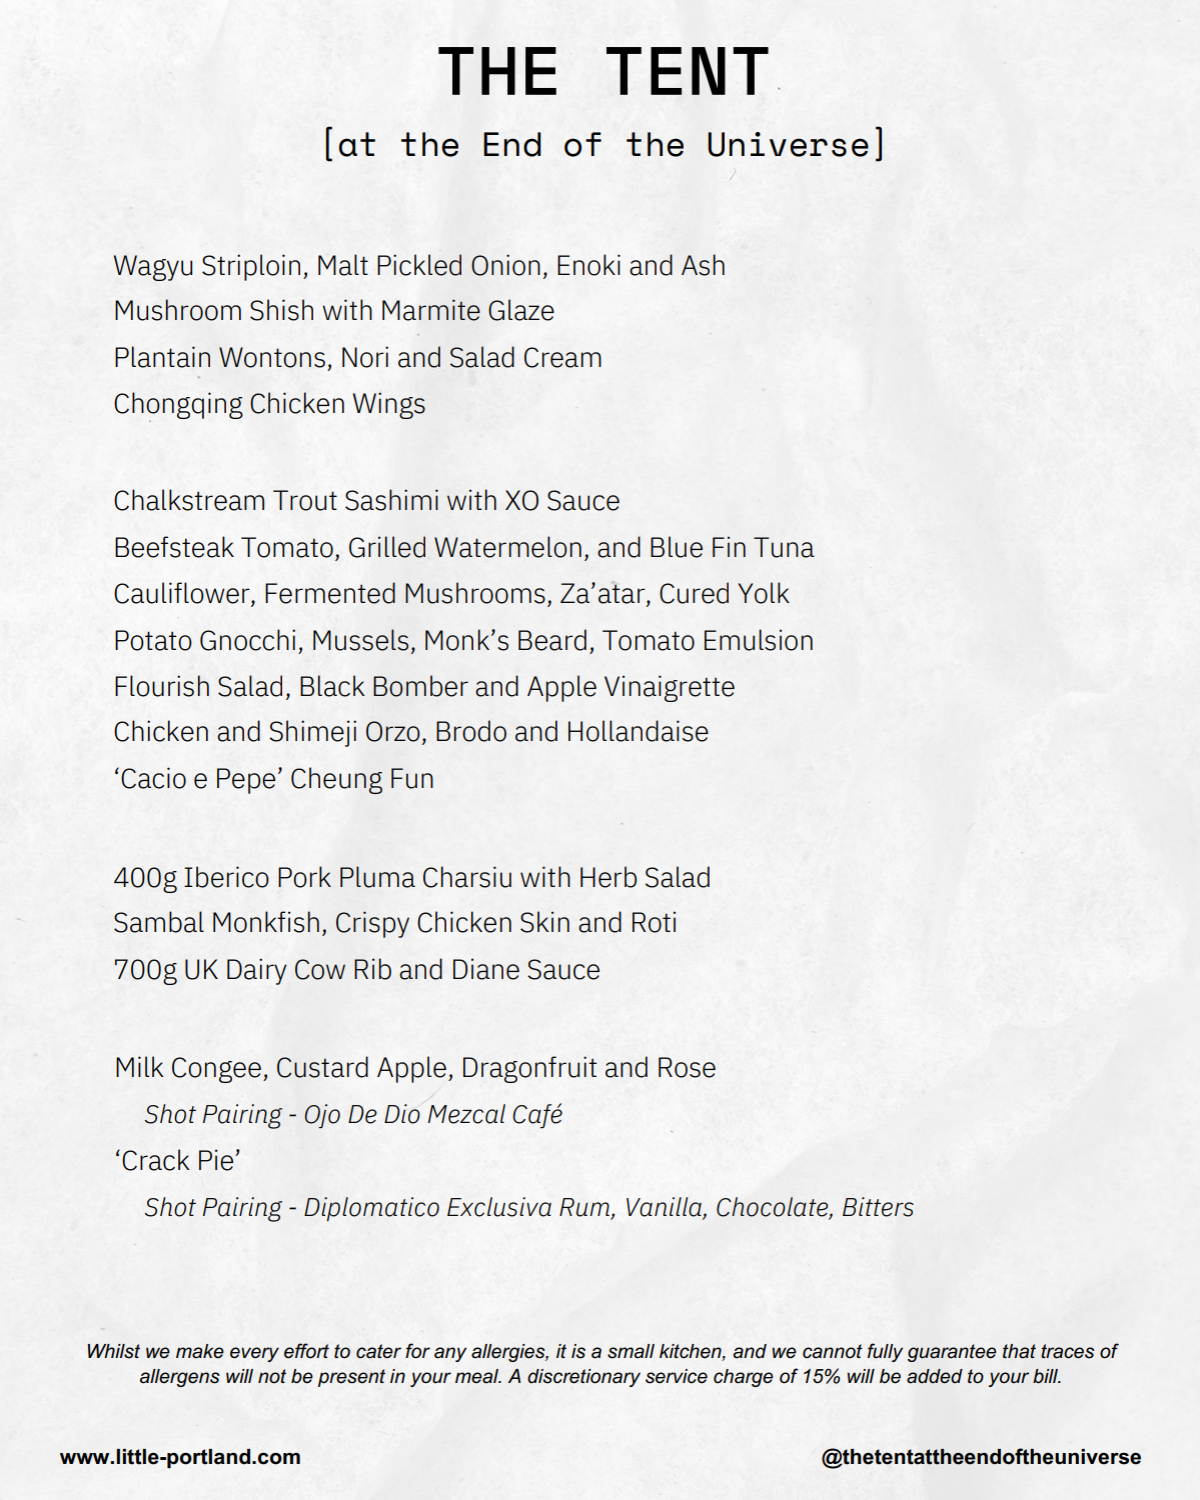 THE TENT
[at the End of the Universe]
Wagyu Striploin, Malt Pickled Onion, Enoki and Ash
Mushroom Shish with Marmite Glaze
Plantain Wontons, Nori and Salad Cream
Chongqing Chicken Wings
Chalkstream Trout Sashimi with XO Sauce
Beefsteak Tomato, Grilled Watermelon, and Blue Fin Tuna
Cauliflower, Fermented Mushrooms, Za’atar, Cured Yolk
Potato Gnocchi, Mussels, Monk’s Beard, Tomato Emulsion
Flourish Salad, Black Bomber and Apple Vinaigrette
Chicken and Shimeji Orzo, Brodo and Hollandaise
‘Cacio e Pepe’ Cheung Fun
400g Iberico Pork Pluma Charsiu with Herb Salad
Sambal Monkfish, Crispy Chicken Skin and Roti
700g UK Dairy Cow Rib and Diane Sauce
Milk Congee, Custard Apple, Dragonfruit and Rose
Shot Pairing - Ojo De Dio Mezcal Café
‘Crack Pie’
Shot Pairing - Diplomatico Exclusiva Rum, Vanilla, Chocolate, Bitters
Whilst we make every effort to cater for any allergies, it is a small kitchen, and we cannot fully guarantee that traces of
allergens will not be present in your meal. A discretionary service charge of 15% will be added to your bill.
www.little-portland.com
@thetentattheendoftheuniverse